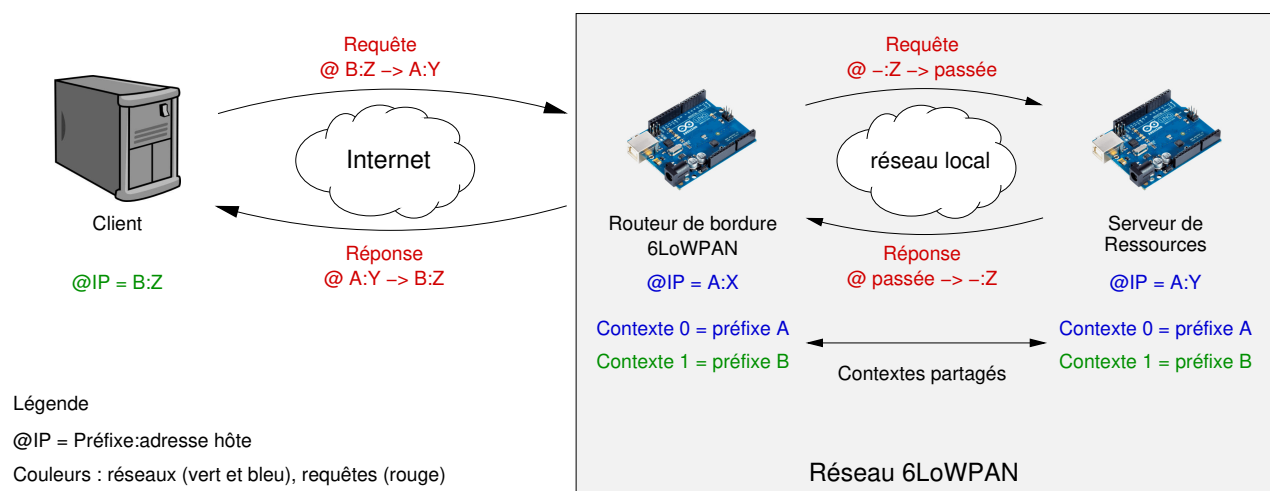 Requête
@ B:Z −> A:Y
Internet
Réponse
@ A:Y −> B:Z
Client
@IP = B:Z
Requête
@ −:Z −> passée
réseau local
Réponse
@ passée −> −:Z
Routeur de bordure
6LoWPAN
@IP = A:X
Contexte 0 = préfixe A
Contexte 1 = préfixe B
Contextes partagés
Serveur de
Ressources
@IP = A:Y
Contexte 0 = préfixe A
Contexte 1 = préfixe B
Légende
@IP = Préfixe:adresse hôte
Couleurs : réseaux (vert et bleu), requêtes (rouge)
Réseau 6LoWPAN